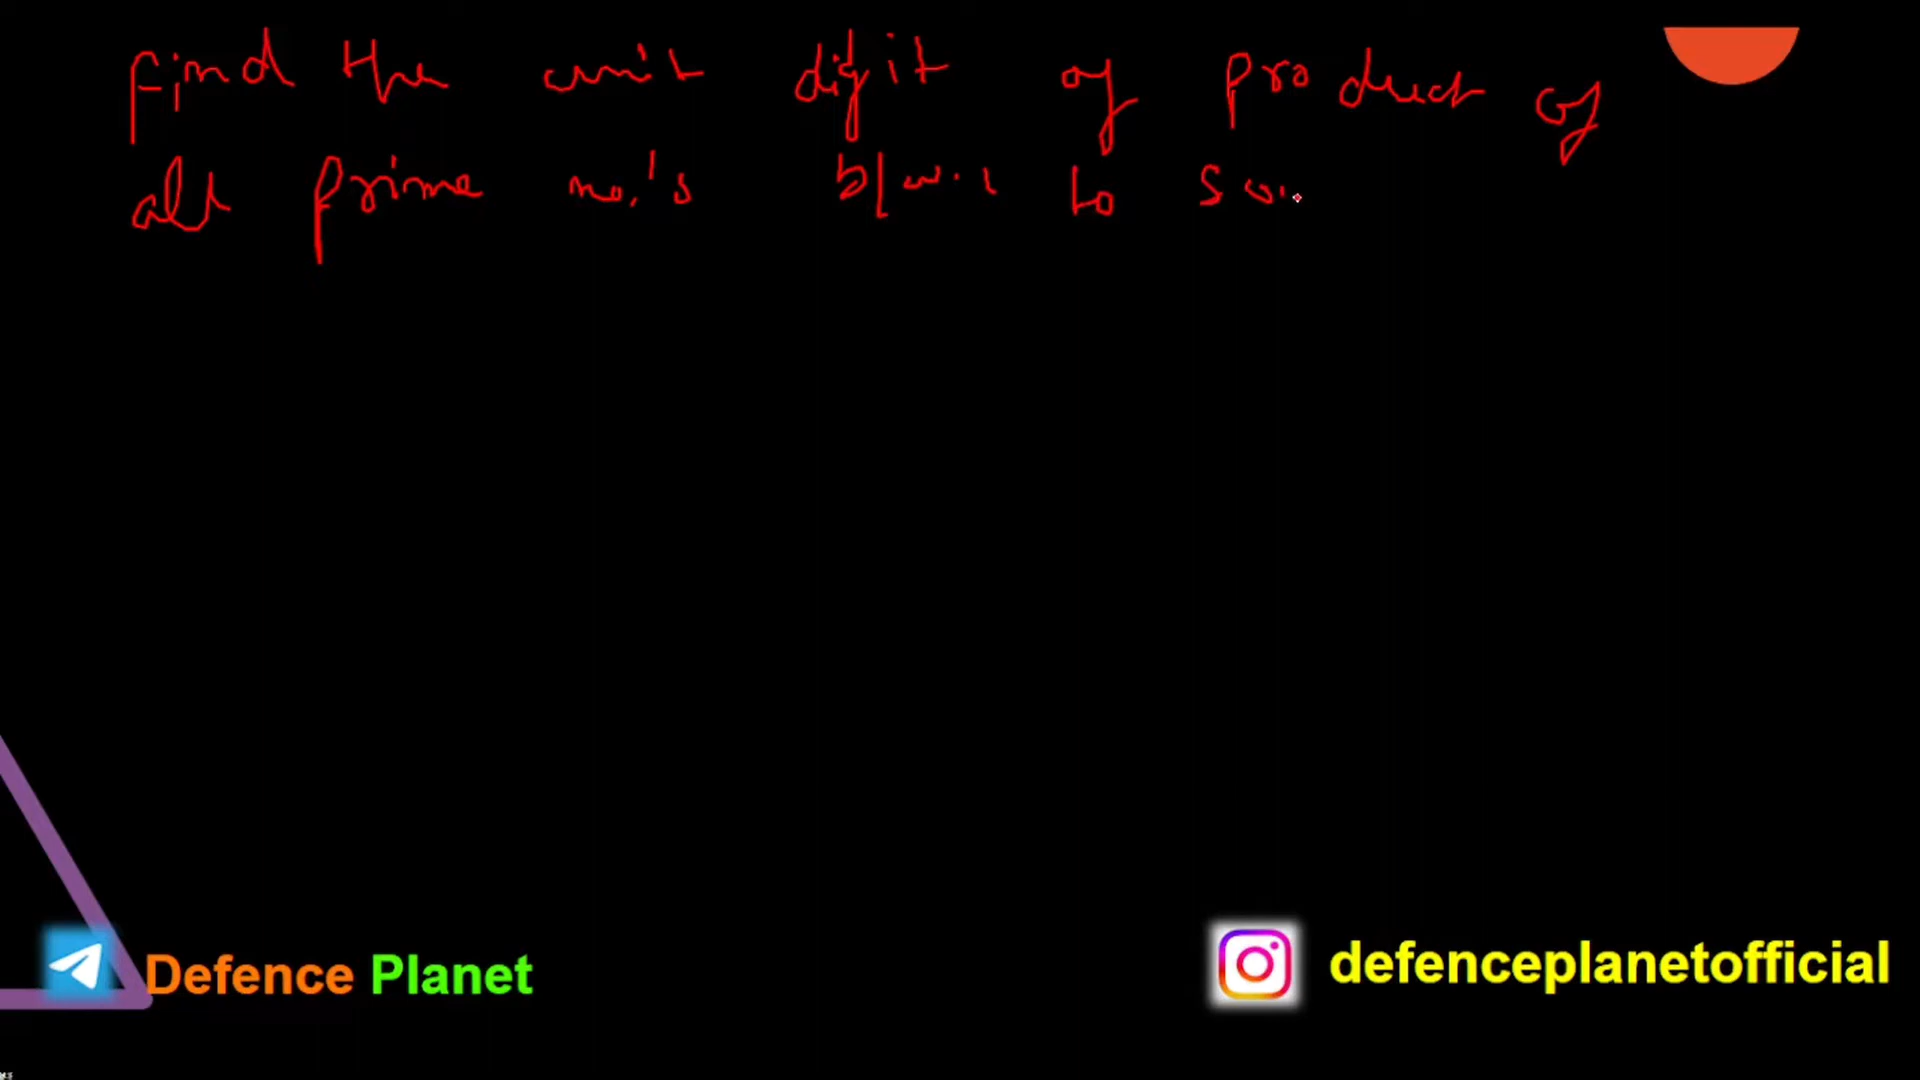 Find the unit digit of product of
all prime no.'s b/w. 1 to 50.
Defence Planet
defenceplanetofficial